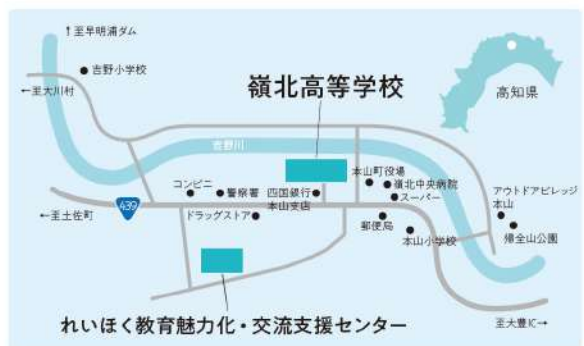 ↑至早明浦ダム
吉野小学校
←至大川村
嶺北高等学校
高知県
吉野川
コンビニ
警察署
四国銀行
本山支店
本山町役場
嶺北中央病院
スーパー
アウトドアビレッジ
本山
帰全山公園
439
←至土佐町
ドラッグストア
郵便局
本山小学校
れいほく教育魅力化・交流支援センター
至大豊IC→